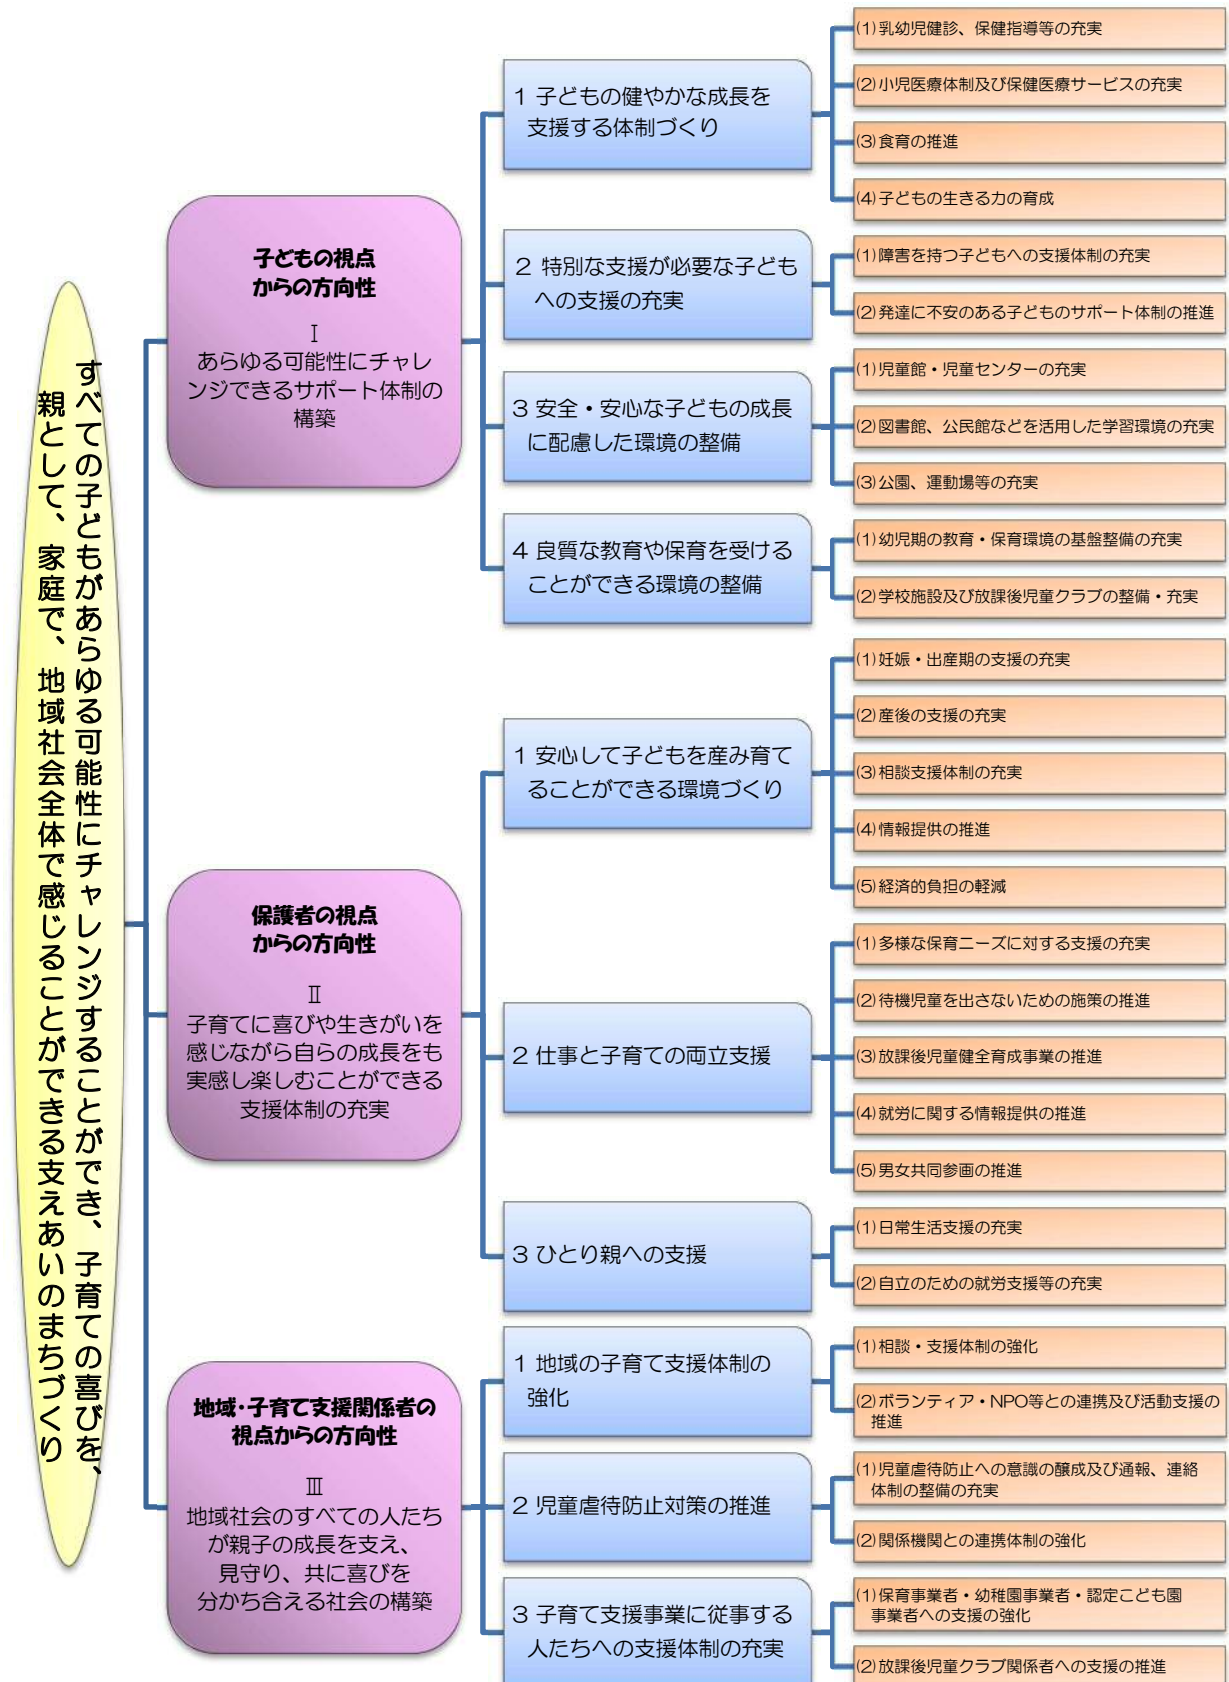 すべての子どもがあらゆる可能性にチャレンジすることができ、子育ての喜びを、
親として、家庭で、地域社会全体で感じることができる支えあいのまちづくり
子どもの視点
からの方向性
Ⅰ
あらゆる可能性にチャレ
ンジできるサポート体制の
構築
1 子どもの健やかな成長を
支援する体制づくり
(1)乳幼児健診、保健指導等の充実
(2)小児医療体制及び保健医療サービスの充実
(3)食育の推進
(4)子どもの生きる力の育成
2 特別な支援が必要な子ども
への支援の充実
(1)障害を持つ子どもへの支援体制の充実
(2)発達に不安のある子どものサポート体制の推進
3 安全・安心な子どもの成長
に配慮した環境の整備
(1)児童館・児童センターの充実
(2)図書館、公民館などを活用した学習環境の充実
(3)公園、運動場等の充実
4 良質な教育や保育を受ける
ことができる環境の整備
(1)幼児期の教育・保育環境の基盤整備の充実
(2)学校施設及び放課後児童クラブの整備・充実
保護者の視点
からの方向性
Ⅱ
子育てに喜びや生きがいを
感じながら自らの成長をも
実感し楽しむことができる
支援体制の充実
1 安心して子どもを産み育て
ることができる環境づくり
(1)妊娠・出産期の支援の充実
(2)産後の支援の充実
(3)相談支援体制の充実
(4)情報提供の推進
(5)経済的負担の軽減
2 仕事と子育ての両立支援
(1)多様な保育ニーズに対する支援の充実
(2)待機児童を出さないための施策の推進
(3)放課後児童健全育成事業の推進
(4)就労に関する情報提供の推進
(5)男女共同参画の推進
3 ひとり親への支援
(1)日常生活支援の充実
(2)自立のための就労支援等の充実
地域・子育て支援関係者の
視点からの方向性
Ⅲ
地域社会のすべての人たち
が親子の成長を支え、
見守り、共に喜びを
分かち合える社会の構築
1 地域の子育て支援体制の
強化
(1)相談・支援体制の強化
(2)ボランティア・NPO等との連携及び活動支援の
推進
2 児童虐待防止対策の推進
(1)児童虐待防止への意識の醸成及び通報、連絡
体制の整備の充実
(2)関係機関との連携体制の強化
3 子育て支援事業に従事する
人たちへの支援体制の充実
(1)保育事業者・幼稚園事業者・認定こども園
事業者への支援の強化
(2)放課後児童クラブ関係者への支援の推進